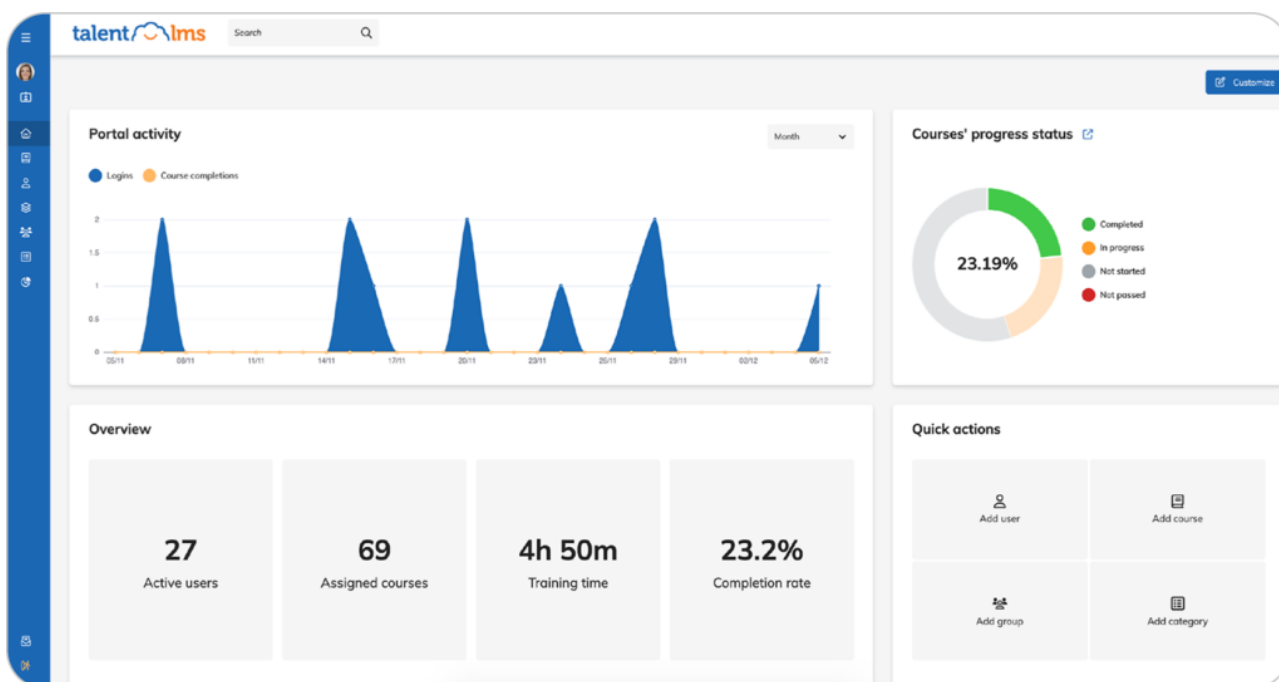 talentlms
Search
Customize
Portal activity
Month
Logins
Course completions
2
1.5
1
0.5
0
05/11
08/11
11/11
14/11
17/11
20/11
23/11
25/11
29/11
02/12
05/12
Courses' progress status
23.19%
Completed
In progress
Not started
Not passed
Overview
27
Active users
69
Assigned courses
4h 50m
Training time
23.2%
Completion rate
Quick actions
Add user
Add course
Add group
Add category